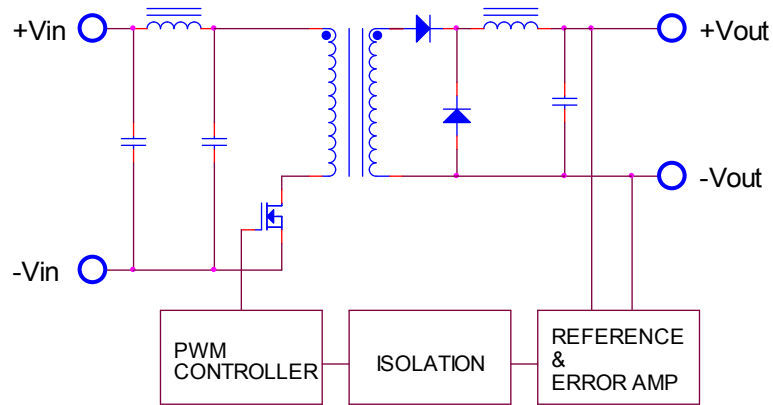 +Vin
+Vout
-Vout
-Vin
PWM
CONTROLLER
ISOLATION
REFERENCE
&
ERROR AMP